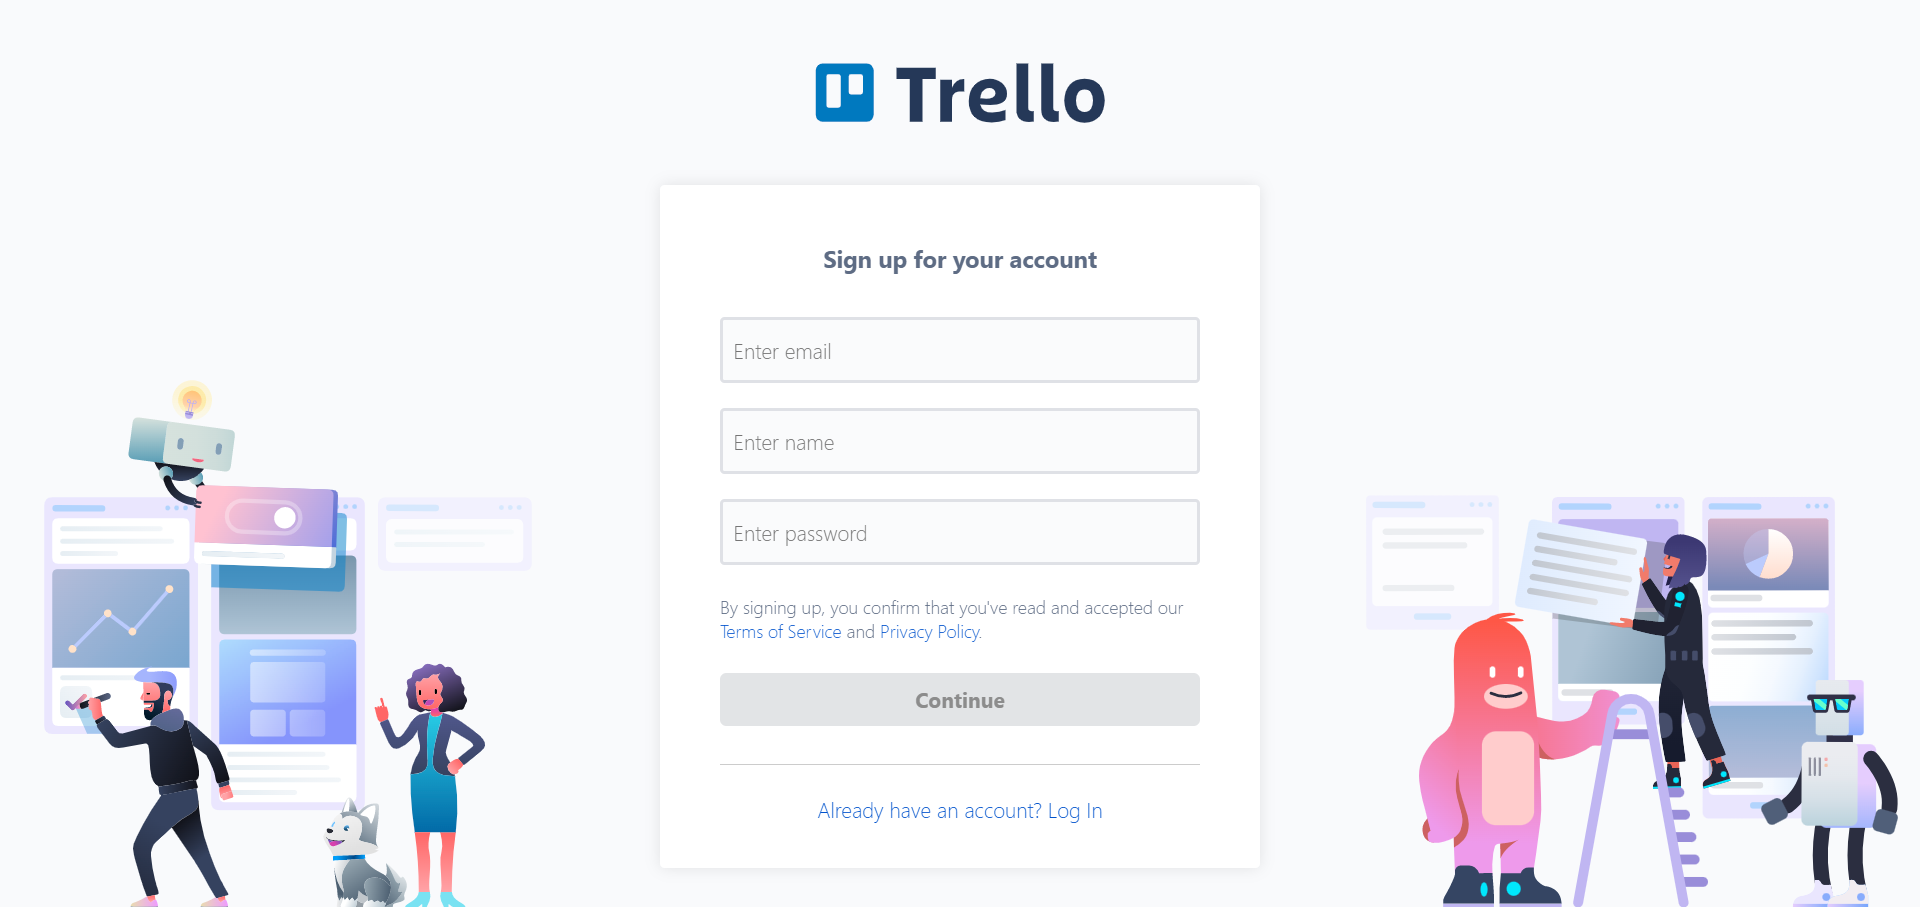 Trello
Sign up for your account
Enter email
Enter name
Enter password
By signing up, you confirm that you've read and accepted our
Terms of Service and Privacy Policy.
Continue
Already have an account? Log In